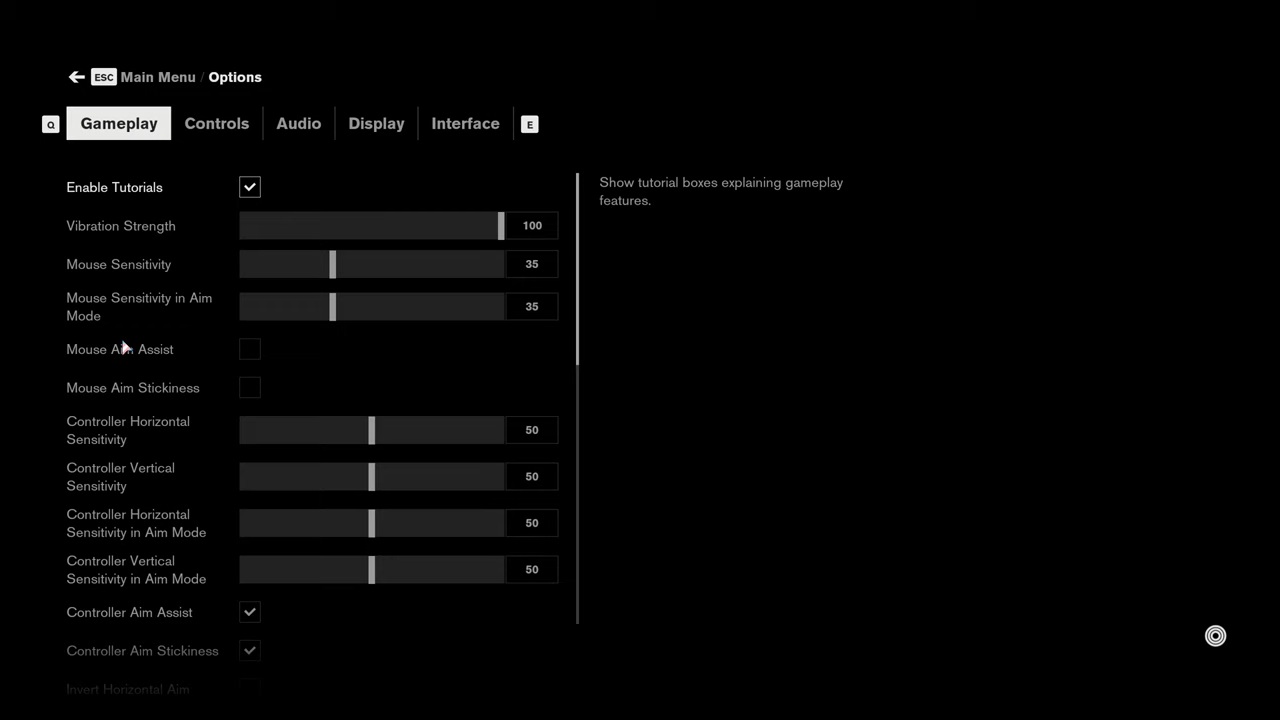 ESC Main Menu / Options
Q Gameplay Controls Audio Display Interface E
Enable Tutorials
Show tutorial boxes explaining gameplay
features.
Vibration Strength 100
Mouse Sensitivity 35
Mouse Sensitivity in Aim
Mode
35
Mouse Aim Assist
Mouse Aim Stickiness
Controller Horizontal
Sensitivity
50
Controller Vertical
Sensitivity
50
Controller Horizontal
Sensitivity in Aim Mode
50
Controller Vertical
Sensitivity in Aim Mode
50
Controller Aim Assist
Controller Aim Stickiness
Invert Horizontal Aim